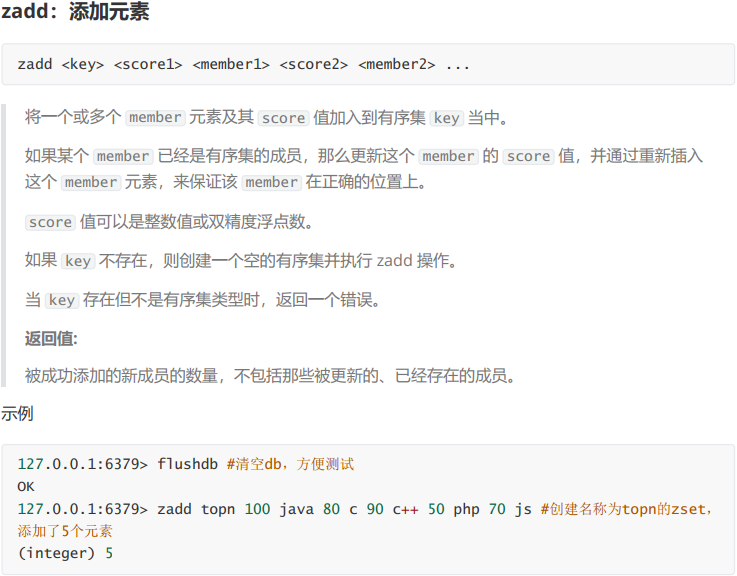 zadd：添加元素
zadd <key> <score1> <member1> <score2> <member2> ...
将一个或多个 member 元素及其 score 值加入到有序集 key 当中。
如果某个 member 已经是有序集的成员，那么更新这个 member 的 score 值，并通过重新插入
这个 member 元素，来保证该 member 在正确的位置上。
score 值可以是整数值或双精度浮点数。
如果 key 不存在，则创建一个空的有序集并执行 zadd 操作。
当 key 存在但不是有序集类型时，返回一个错误。
返回值:
被成功添加的新成员的数量，不包括那些被更新的、已经存在的成员。
示例
127.0.0.1:6379> flushdb #清空db，方便测试
OK
127.0.0.1:6379> zadd topn 100 java 80 c 90 c++ 50 php 70 js #创建名称为topn的zset，
添加了5个元素
(integer) 5